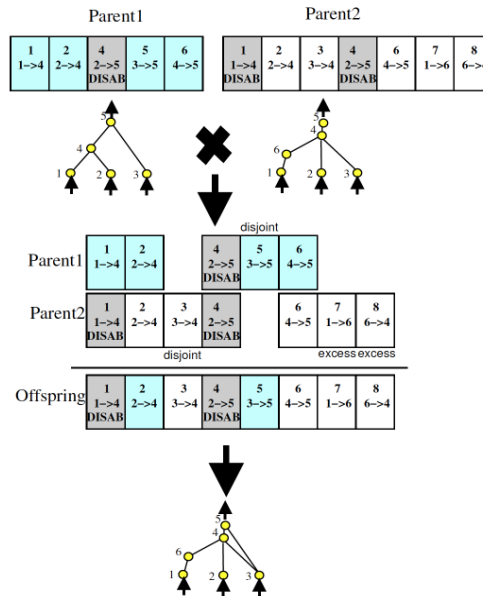 Parent1 Parent2
1 2 4 5 6 1 2 3 4 6 7 8
1->4 2->4 2->5 3->5 4->5 1->4 2->4 3->4 2->5 4->5 1->6 6->4
DISAB DISAB DISAB
5 5
4 4
6
1 2 3 1 2 3
disjoint
Parent1 1 2 4 5 6
1->4 2->4 2->5 3->5 4->5
DISAB
Parent2 1 2 3 4 6 7 8
1->4 2->4 3->4 2->5 4->5 1->6 6->4
DISAB DISAB
disjoint excess excess
Offspring 1 2 3 4 5 6 7 8
1->4 2->4 3->4 2->5 3->5 4->5 1->6 6->4
DISAB DISAB
5
4
6
1 2 3